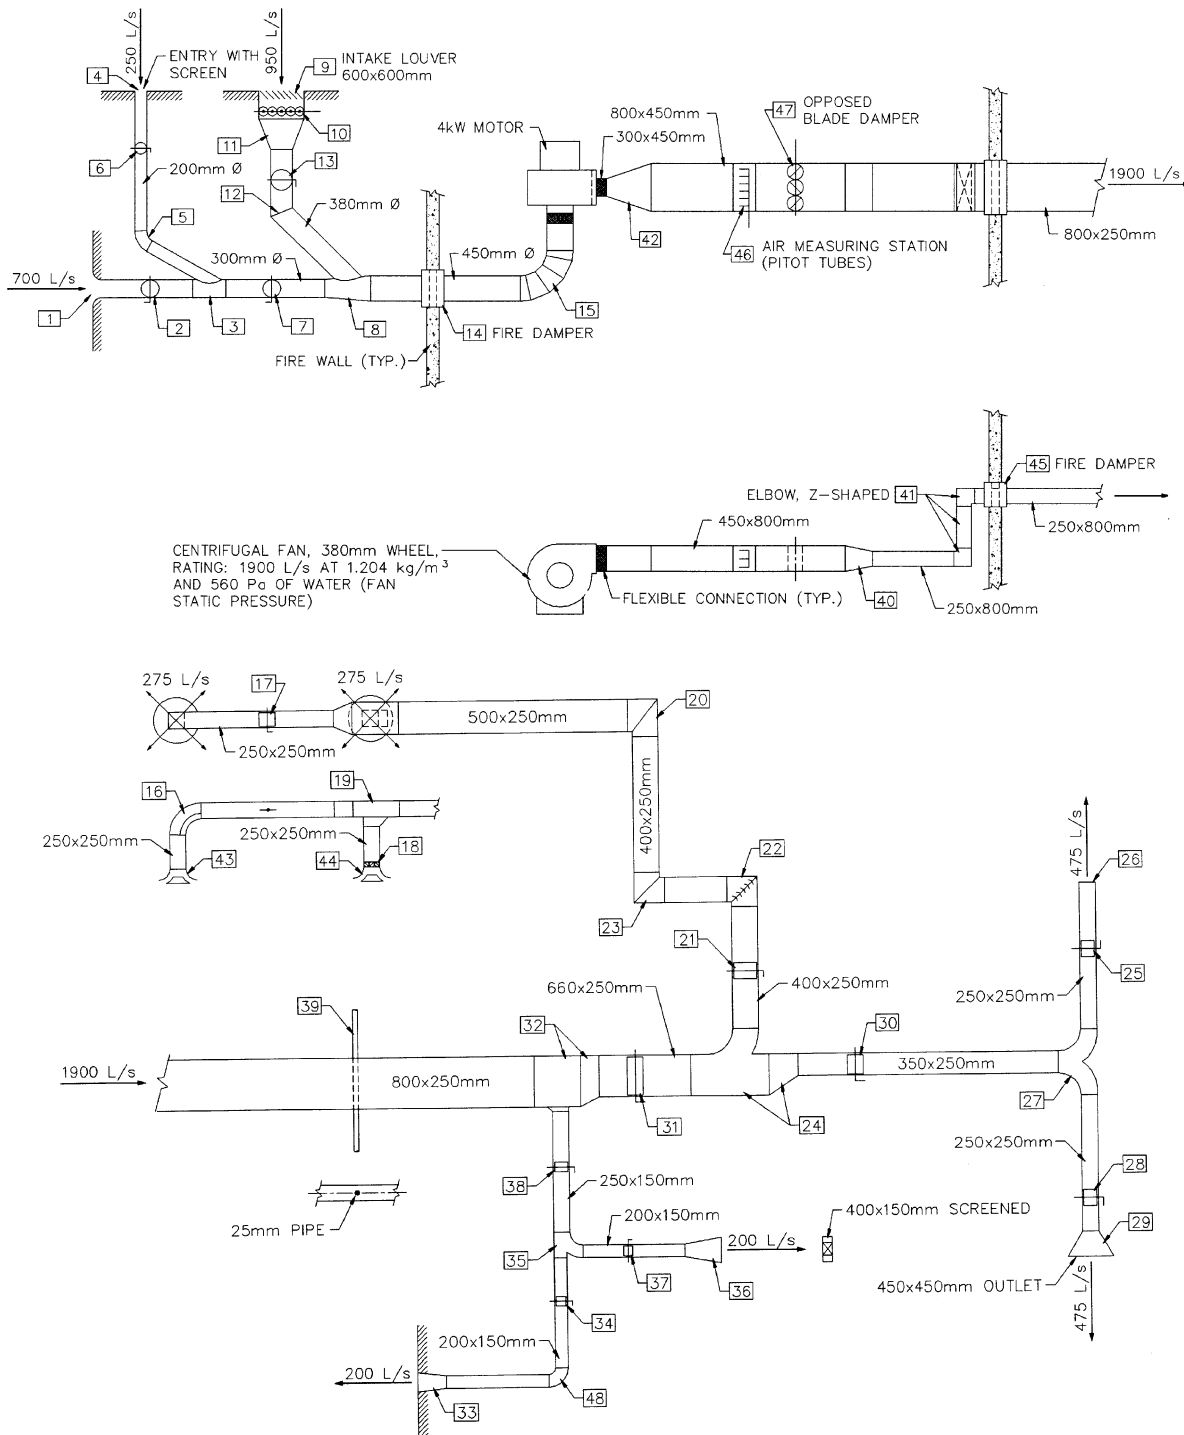 250 L/s
950 L/s
4
ENTRY WITH
SCREEN
9
INTAKE LOUVER
600x600mm
10
11
6
13
200mm Ø
12
380mm Ø
5
300mm Ø
450mm Ø
700 L/s
1
2
3
7
8
14 FIRE DAMPER
15
FIRE WALL (TYP.)
4kW MOTOR
800x450mm
300x450mm
47
OPPOSED
BLADE DAMPER
1900 L/s
42
46
AIR MEASURING STATION
(PITOT TUBES)
800x250mm
45 FIRE DAMPER
ELBOW, Z-SHAPED 41
450x800mm
250x800mm
CENTRIFUGAL FAN, 380mm WHEEL,
RATING: 1900 L/s AT 1.204 kg/m³
AND 560 Pa OF WATER (FAN
STATIC PRESSURE)
FLEXIBLE CONNECTION (TYP.)
40
250x800mm
275 L/s
17
275 L/s
20
500x250mm
250x250mm
16
19
400x250mm
250x250mm
250x250mm
43
44
18
22
475 L/s
26
23
21
25
400x250mm
250x250mm
660x250mm
39
32
30
1900 L/s
800x250mm
350x250mm
31
24
27
250x250mm
28
38
250x150mm
25mm PIPE
200x150mm
400x150mm SCREENED
200 L/s
29
35
37
36
450x450mm OUTLET
475 L/s
34
200x150mm
200 L/s
33
48